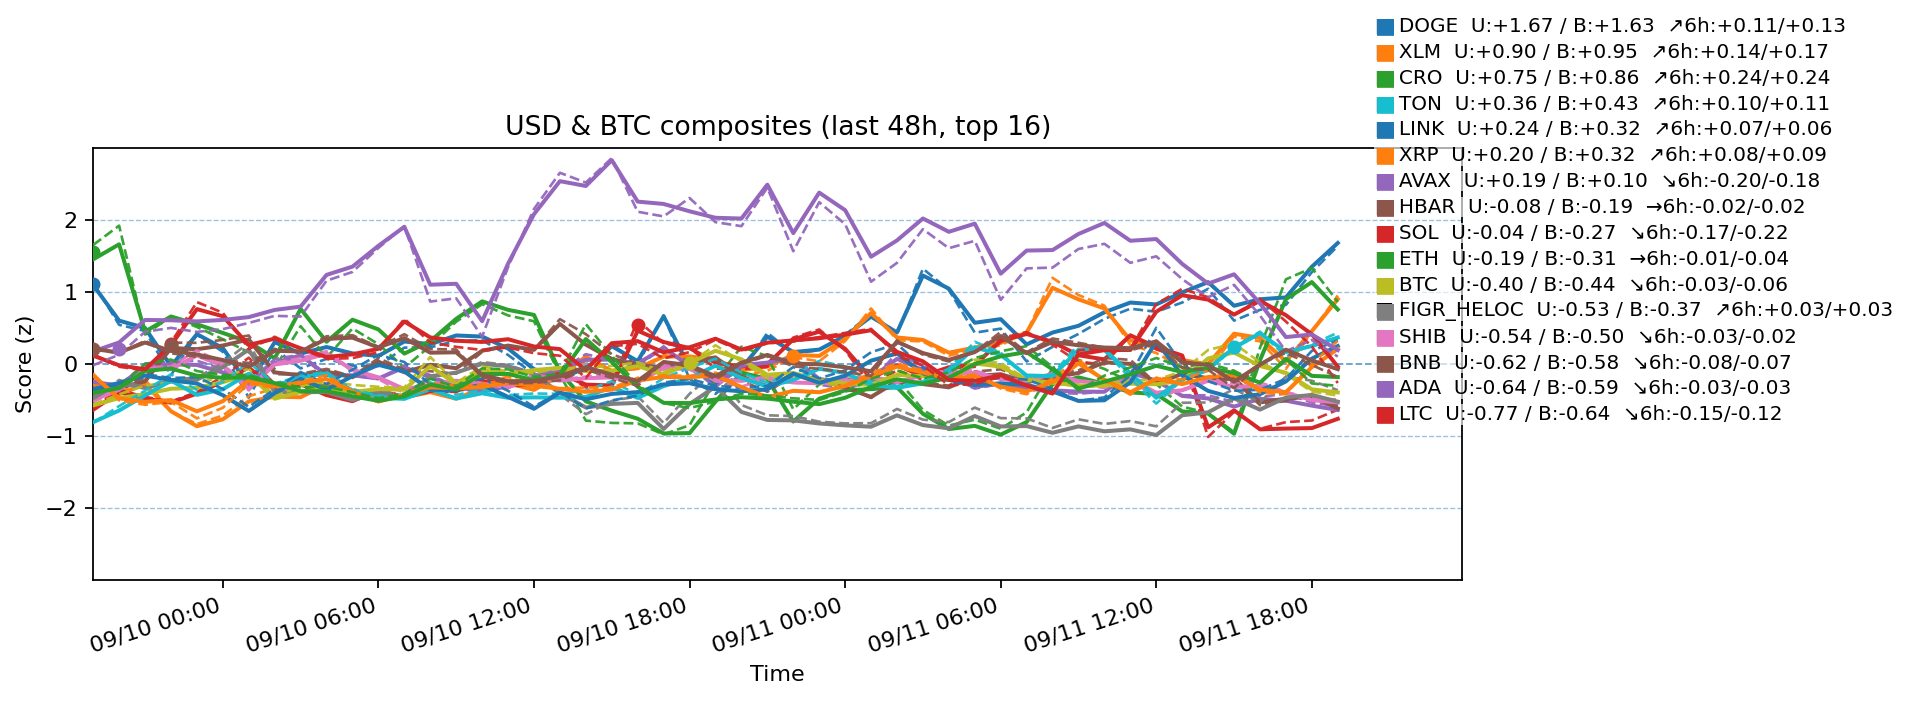 DOGE U:+1.67 / B:+1.63 ↗6h:+0.11/+0.13
XLM U:+0.90 / B:+0.95 ↗6h:+0.14/+0.17
CRO U:+0.75 / B:+0.86 ↗6h:+0.24/+0.24
TON U:+0.36 / B:+0.43 ↗6h:+0.10/+0.11
LINK U:+0.24 / B:+0.32 ↗6h:+0.07/+0.06
XRP U:+0.20 / B:+0.32 ↗6h:+0.08/+0.09
AVAX U:+0.19 / B:+0.10 ↘6h:-0.20/-0.18
HBAR U:-0.08 / B:-0.19 →6h:-0.02/-0.02
SOL U:-0.04 / B:-0.27 ↘6h:-0.17/-0.22
ETH U:-0.19 / B:-0.31 →6h:-0.01/-0.04
BTC U:-0.40 / B:-0.44 ↘6h:-0.03/-0.06
FIGR_HELOC U:-0.53 / B:-0.37 ↗6h:+0.03/+0.03
SHIB U:-0.54 / B:-0.50 ↘6h:-0.03/-0.02
BNB U:-0.62 / B:-0.58 ↘6h:-0.08/-0.07
ADA U:-0.64 / B:-0.59 ↘6h:-0.03/-0.03
LTC U:-0.77 / B:-0.64 ↘6h:-0.15/-0.12
USD & BTC composites (last 48h, top 16)
Score (z)
2
1
0
−1
−2
09/10 00:00
09/10 06:00
09/10 12:00
09/10 18:00
09/11 00:00
09/11 06:00
09/11 12:00
09/11 18:00
Time